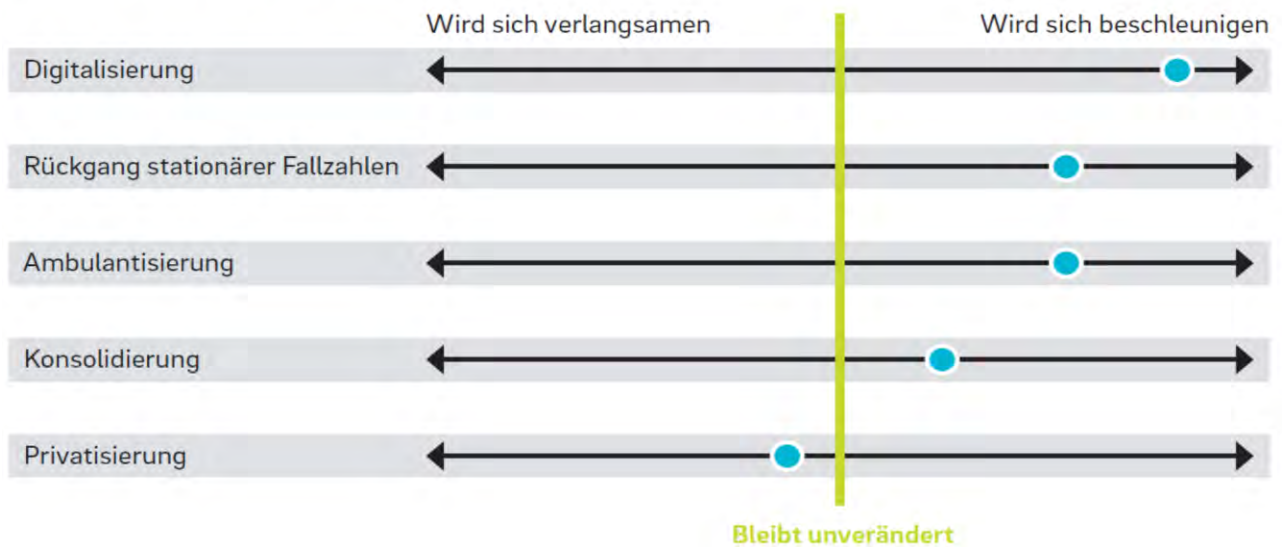 Wird sich verlangsamen
Wird sich beschleunigen
Digitalisierung
Rückgang stationärer Fallzahlen
Ambulantisierung
Konsolidierung
Privatisierung
Bleibt unverändert